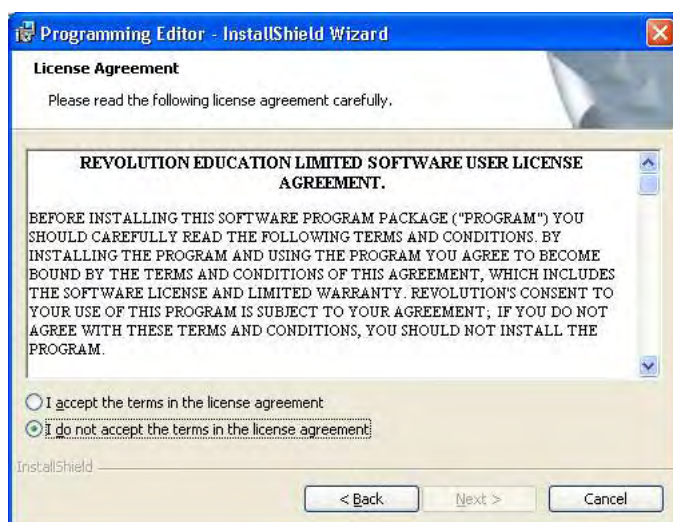 Programming Editor - InstallShield Wizard
License Agreement
Please read the following license agreement carefully.
REVOLUTION EDUCATION LIMITED SOFTWARE USER LICENSE
AGREEMENT.
BEFORE INSTALLING THIS SOFTWARE PROGRAM PACKAGE ("PROGRAM") YOU
SHOULD CAREFULLY READ THE FOLLOWING TERMS AND CONDITIONS. BY
INSTALLING THE PROGRAM AND USING THE PROGRAM YOU AGREE TO BECOME
BOUND BY THE TERMS AND CONDITIONS OF THIS AGREEMENT, WHICH INCLUDES
THE SOFTWARE LICENSE AND LIMITED WARRANTY. REVOLUTION'S CONSENT TO
YOUR USE OF THIS PROGRAM IS SUBJECT TO YOUR AGREEMENT; IF YOU DO NOT
AGREE WITH THESE TERMS AND CONDITIONS, YOU SHOULD NOT INSTALL THE
PROGRAM.
I accept the terms in the license agreement
I do not accept the terms in the license agreement
InstallShield
< Back Next > Cancel